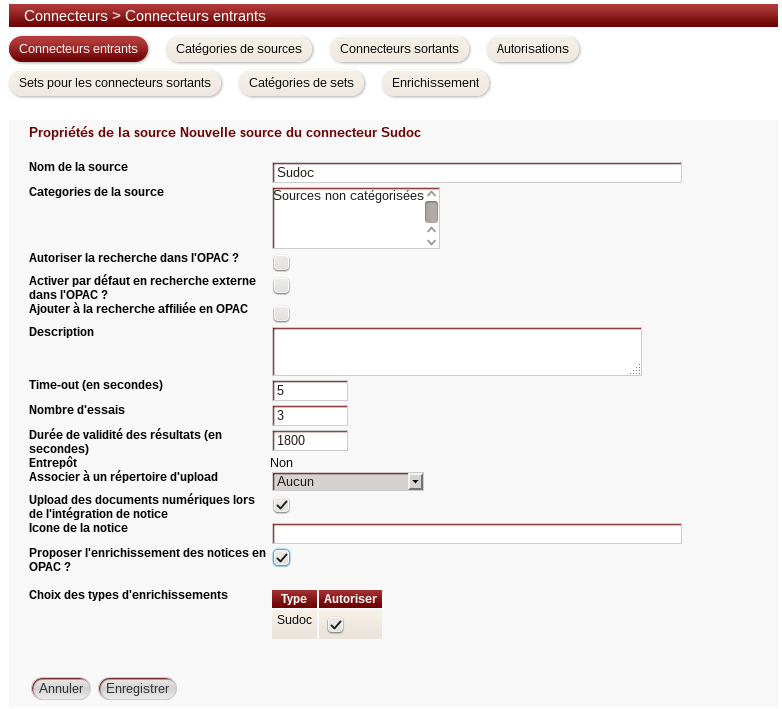 Connecteurs > Connecteurs entrants
Connecteurs entrants Catégories de sources Connecteurs sortants Autorisations
Sets pour les connecteurs sortants Catégories de sets Enrichissement
Propriétés de la source Nouvelle source du connecteur Sudoc
Nom de la source Sudoc
Categories de la source Sources non catégorisées
Autoriser la recherche dans l'OPAC ?
Activer par défaut en recherche externe
dans l'OPAC ?
Ajouter à la recherche affiliée en OPAC
Description
Time-out (en secondes) 5
Nombre d'essais 3
Durée de validité des résultats (en
secondes) 1800
Entrepôt Non
Associer à un répertoire d'upload Aucun
Upload des documents numériques lors
de l'intégration de notice
Icone de la notice
Proposer l'enrichissement des notices en
OPAC ?
Choix des types d'enrichissements Type Autoriser
Sudoc
Annuler Enregistrer